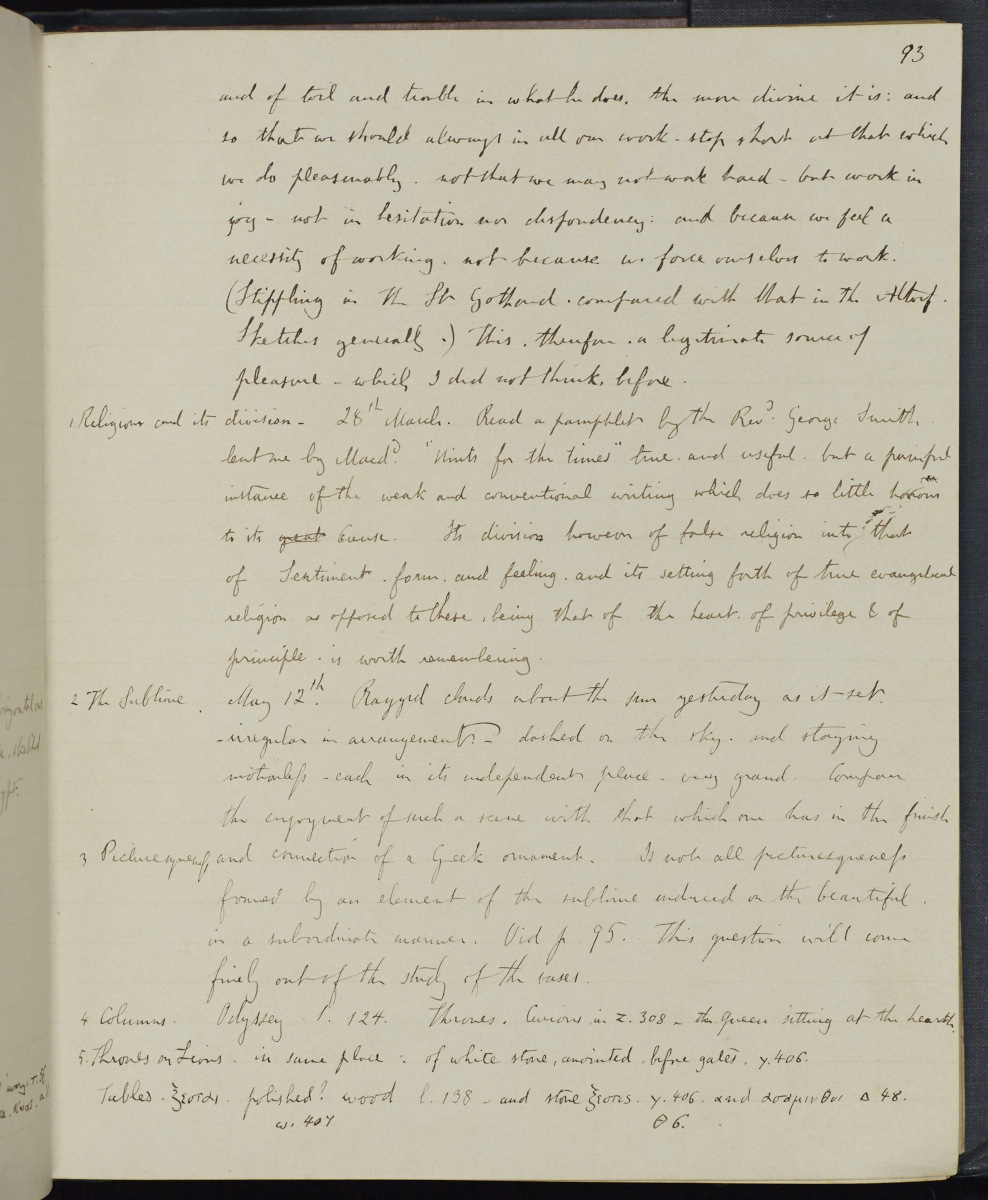 93
and of toil and trouble in what he does. the more divine it is: and
so that we should always in all our work - stop short at that which
we do pleasurably - not that we may not work hard - but work in
joy - not in hesitation nor despondency: and because we feel a
necessity of working. not because we force ourselves to work.
(Stippling in the St Gothard. compared with that in the Altorf.
Sketches generally.) This. therefore. a legitimate source of
pleasure - which I did not think, before.
1 Religion and its division - 28th March. Read a pamphlet by the Revd. George Smith.
lent me by Macd?. "Hints for the times" true. and useful. but a painful
instance of the weak and conventional writing which does so little
to its great Cause. Its division however of false religion into that
of Sentiment. form. and feeling. and its setting forth of true evangelical
religion as opposed to these, being that of the heart. of privilege & of
principle. is worth remembering.
2 The Sublime. May 12th. Ragged clouds about the sun yesterday as it set.
- irregular in arrangement - dashed on the sky. and staying
motionless - each in its independent place - very grand. Compare
the enjoyment of such a scene with that which one has in the finish
3 Picturesqueness and connection of a Greek ornament. Is not all picturesqueness
formed by an element of the sublime induced on the beautiful.
in a subordinate manner. Vid p. 95. This question will come
finely out of the study of the vases.
4 Columns. Odyssey. 1. 124. Thrones. Curious, in Z. 308 - the queen sitting at the hearth.
5. Thrones or Lions. in same place: of white stone, anointed, before gates. γ. 406.
Tables. ξεστοι. polished? wood l. 138 - and stone ξεστοις. γ. 406. and ασαμινθοι Δ 48.
ω. 407
θ 6.